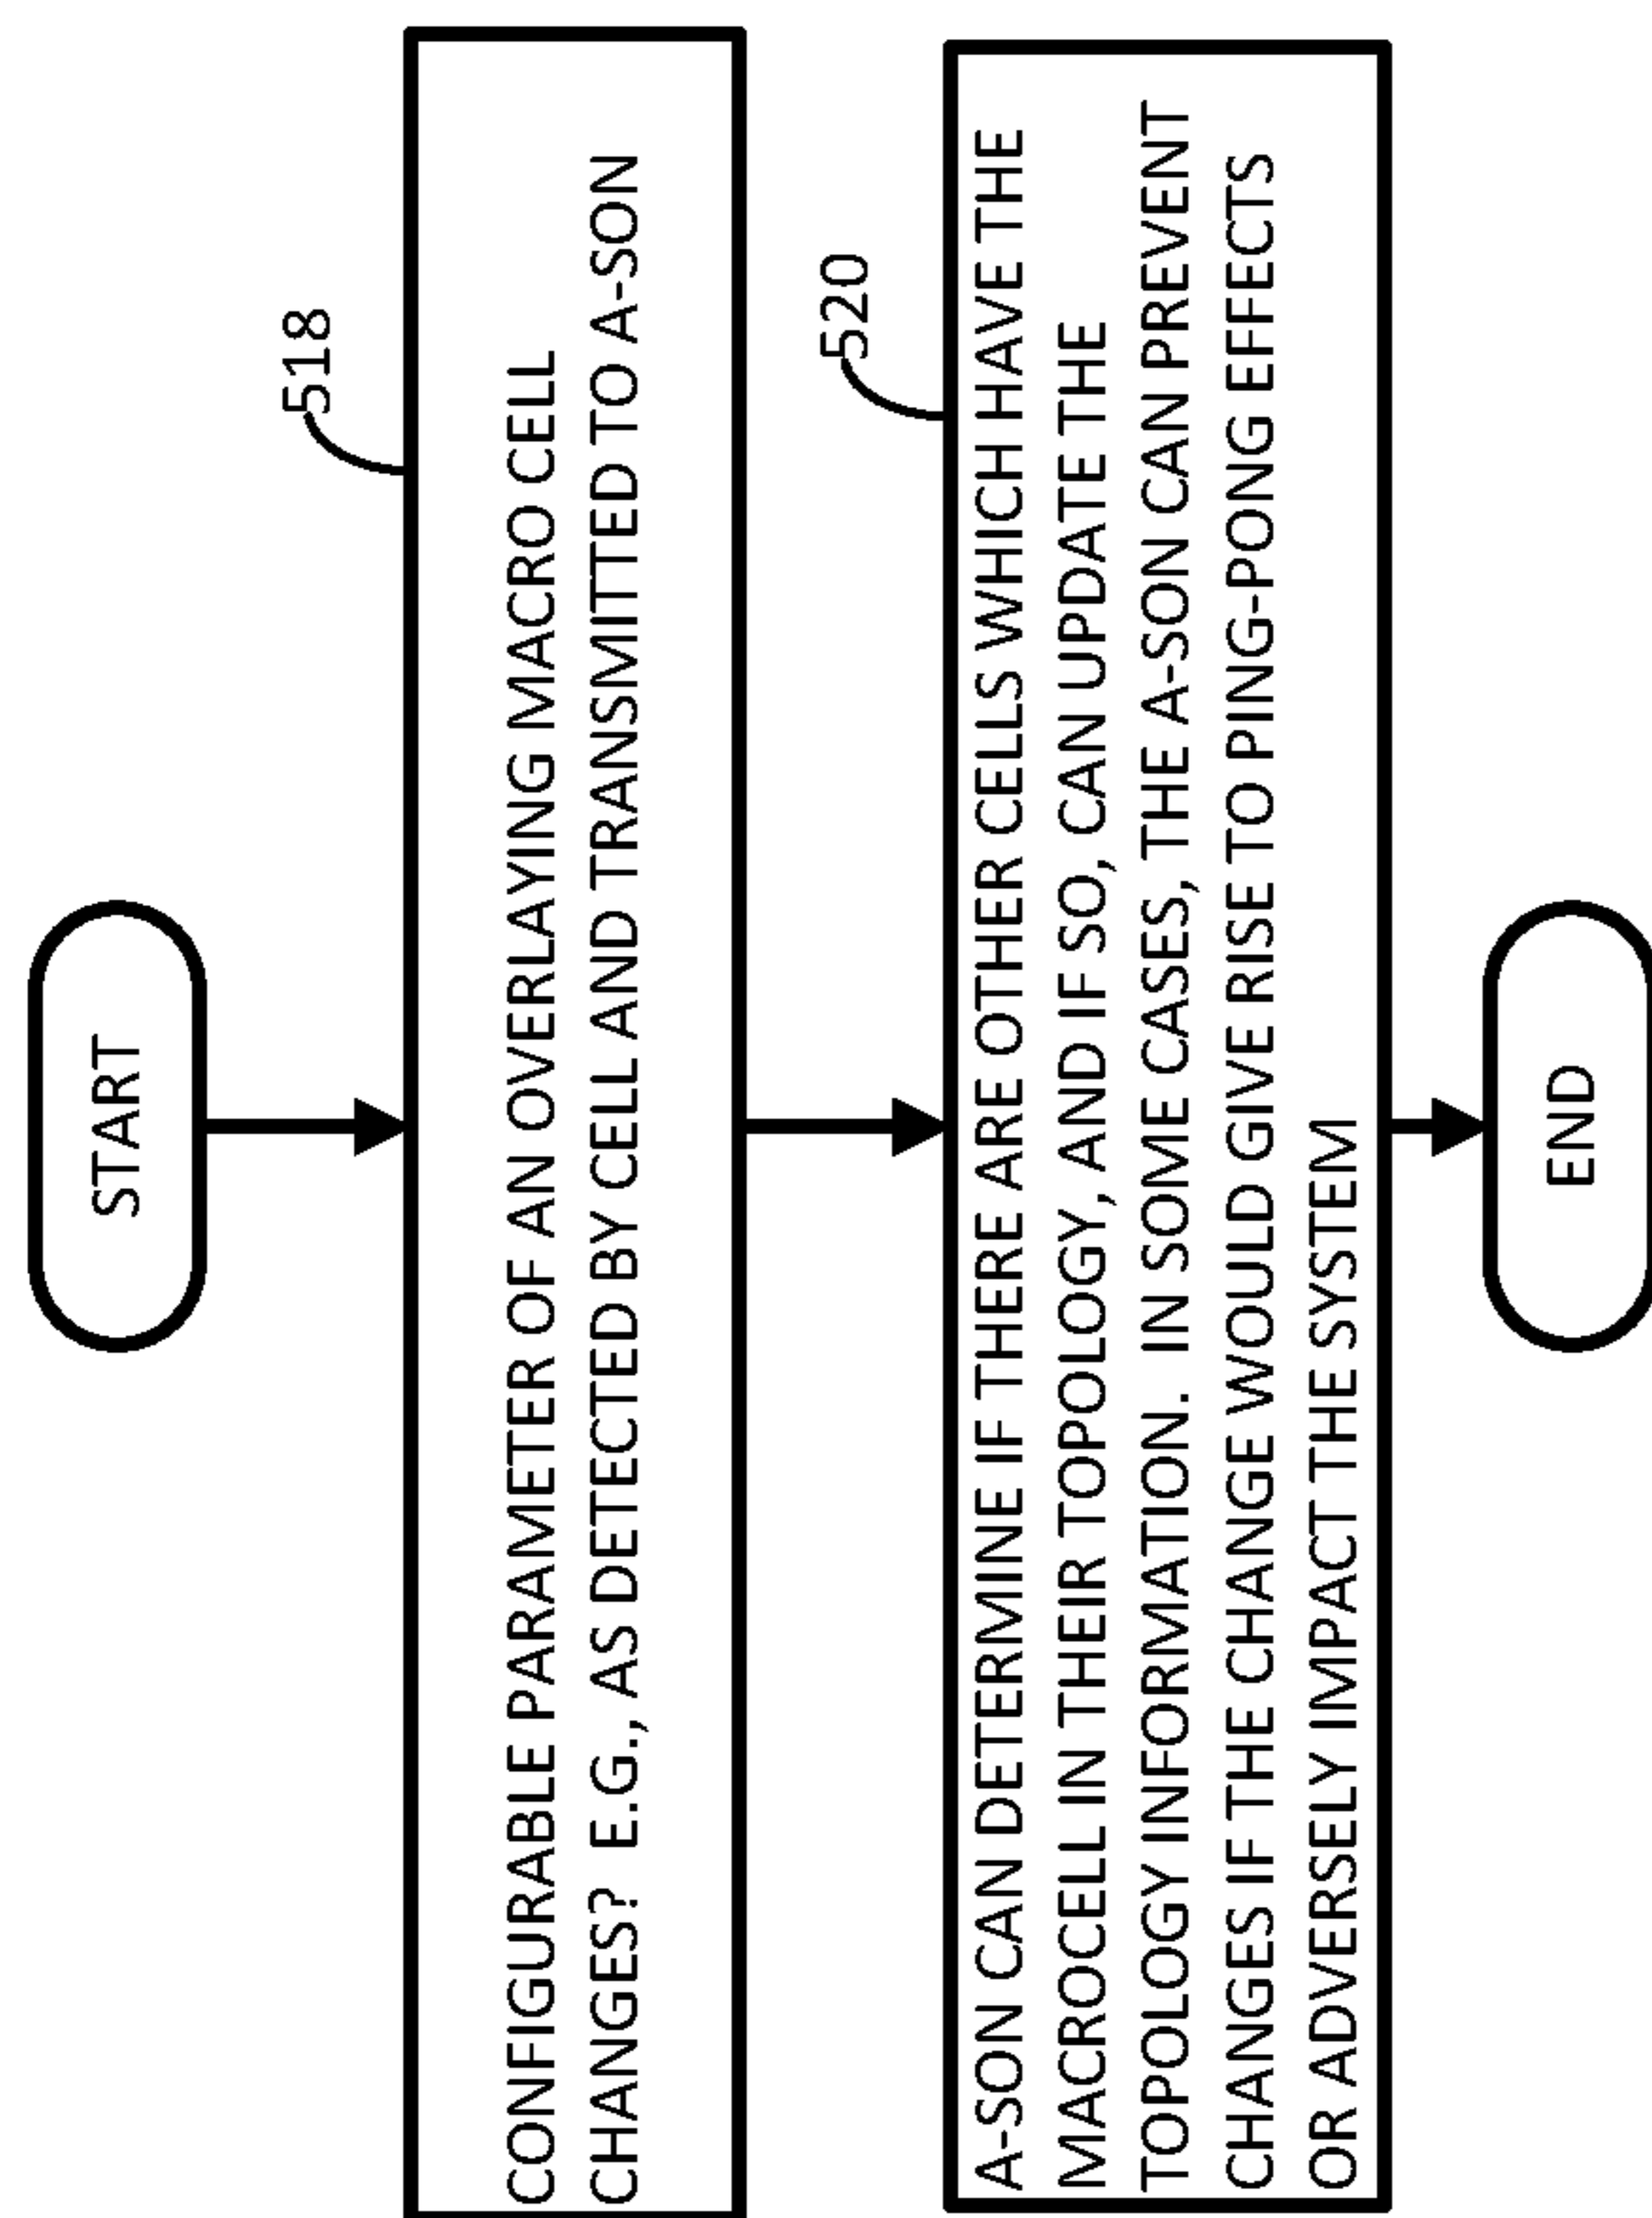 START
518
CONFIGURABLE PARAMETER OF AN OVERLAYING MACRO CELL
CHANGES? E.G., AS DETECTED BY CELL AND TRANSMITTED TO A-SON
520
A-SON CAN DETERMINE IF THERE ARE OTHER CELLS WHICH HAVE THE
MACROCELL IN THEIR TOPOLOGY, AND IF SO, CAN UPDATE THE
TOPOLOGY INFORMATION. IN SOME CASES, THE A-SON CAN PREVENT
CHANGES IF THE CHANGE WOULD GIVE RISE TO PING-PONG EFFECTS
OR ADVERSELY IMPACT THE SYSTEM
END